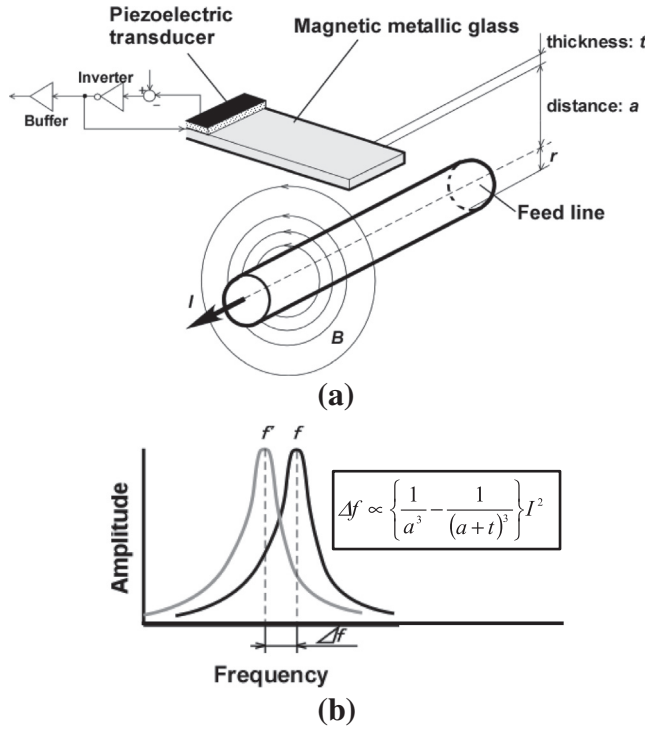 Piezoelectric
transducer
Magnetic metallic glass
thickness: t
Inverter
+
−
Buffer
distance: a
r
Feed line
I
B
(a)
f' f
Amplitude
Δf ∝ { 1/a³ − 1/(a+t)³ } I²
Δf
Frequency
(b)